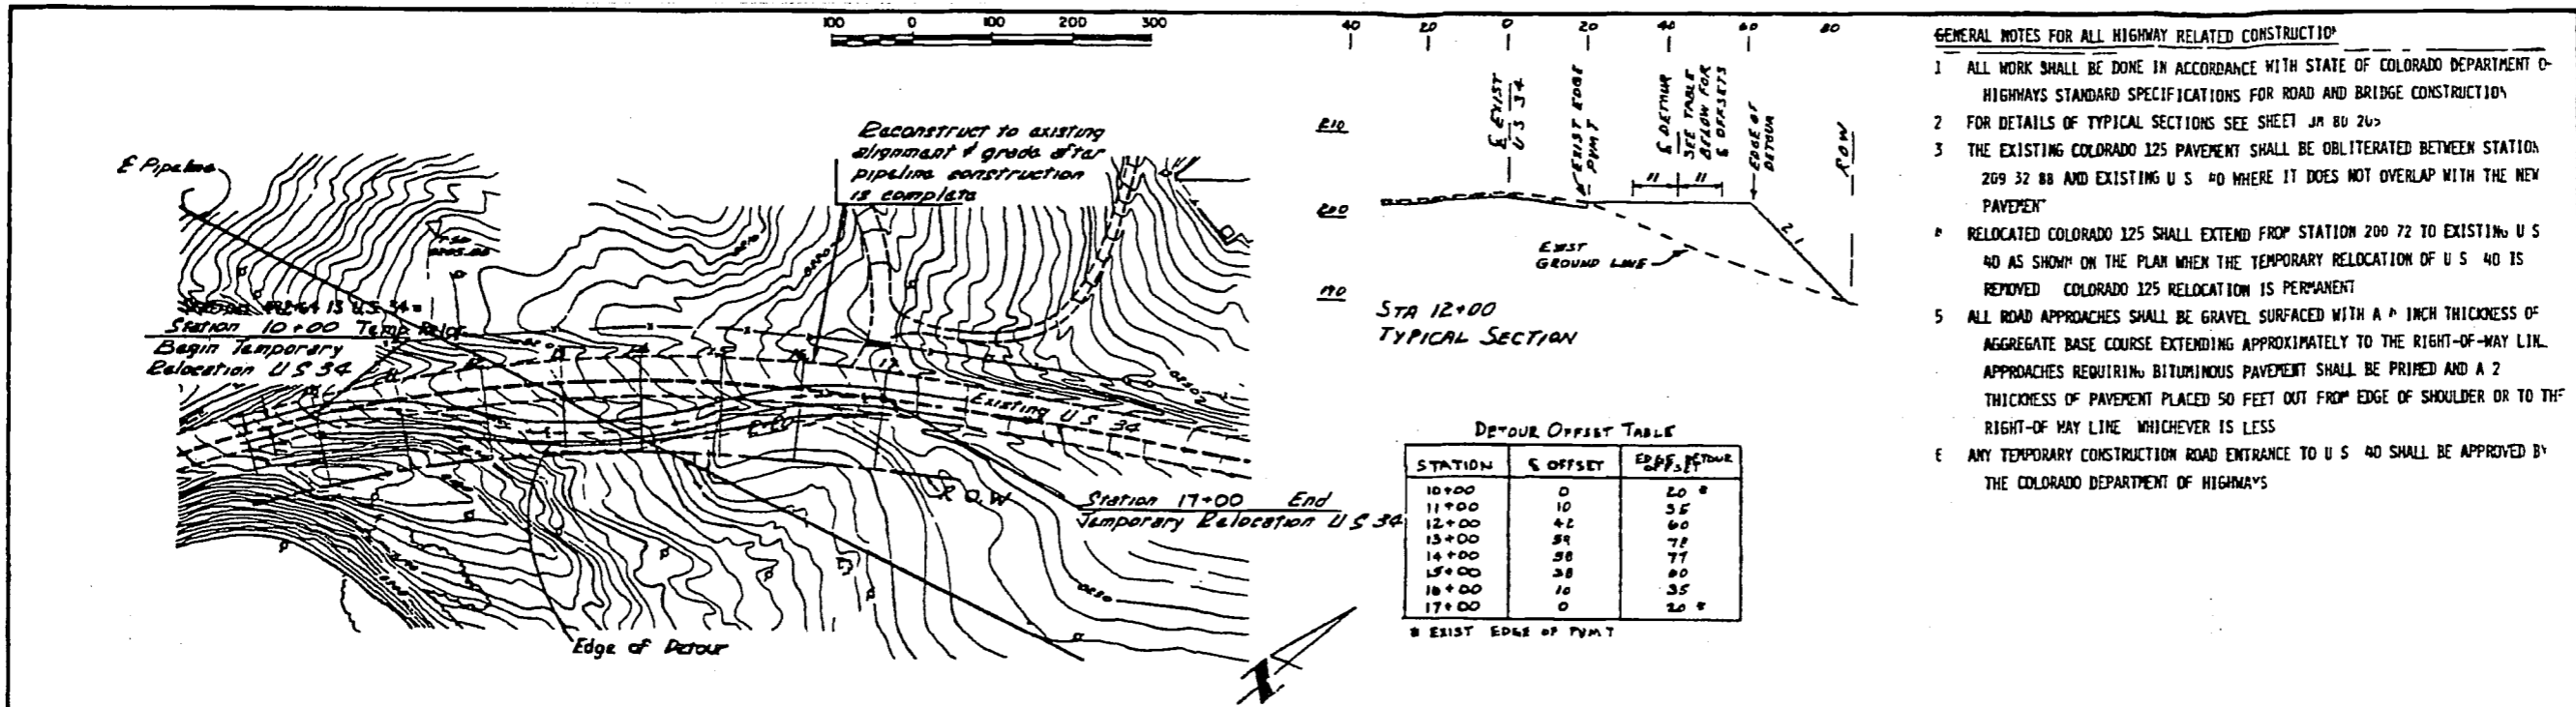 100 0 100 200 300
40 20 0 20 40 60 80
GENERAL NOTES FOR ALL HIGHWAY RELATED CONSTRUCTION
1 ALL WORK SHALL BE DONE IN ACCORDANCE WITH STATE OF COLORADO DEPARTMENT O
HIGHWAYS STANDARD SPECIFICATIONS FOR ROAD AND BRIDGE CONSTRUCTION
2 FOR DETAILS OF TYPICAL SECTIONS SEE SHEET
3 THE EXISTING COLORADO 125 PAVEMENT SHALL BE OBLITERATED BETWEEN STATION
209 32 88 AND EXISTING U S 40 WHERE IT DOES NOT OVERLAP WITH THE NEW
PAVEMENT
RELOCATED COLORADO 125 SHALL EXTEND FROM STATION 200 72 TO EXISTING U S
40 AS SHOWN ON THE PLAN WHEN THE TEMPORARY RELOCATION OF U S 40 IS
REMOVED COLORADO 125 RELOCATION IS PERMANENT
5 ALL ROAD APPROACHES SHALL BE GRAVEL SURFACED WITH A INCH THICKNESS OF
AGGREGATE BASE COURSE EXTENDING APPROXIMATELY TO THE RIGHT-OF-WAY LINE
APPROACHES REQUIRING BITUMINOUS PAVEMENT SHALL BE PRIMED AND A 2
THICKNESS OF PAVEMENT PLACED 50 FEET OUT FROM EDGE OF SHOULDER OR TO THE
RIGHT-OF WAY LINE WHICHEVER IS LESS
ANY TEMPORARY CONSTRUCTION ROAD ENTRANCE TO U S 40 SHALL BE APPROVED BY
THE COLORADO DEPARTMENT OF HIGHWAYS
℄ Pipeline
Reconstruct to existing
alignment & grade after
pipeline construction
is complete
Station 10+00 Temp Reloc
Begin Temporary
Relocation U S 34
Existing U S 34
R O W
Station 17+00 End
Temporary Relocation U S 34
Edge of Detour
℄ EXIST
U S 34
EXIST EDGE
PVMT
℄ DETOUR
SEE TABLE
BELOW FOR
℄ OFFSETS
EDGE OF
DETOUR
R O W
210
200
190
11 11
2 1
EXIST
GROUND LINE
STA 12+00
TYPICAL SECTION
DETOUR OFFSET TABLE
STATION ℄ OFFSET EDGE DETOUR OFFSET
10+00 0 20 *
11+00 10 35
12+00 42 60
13+00 59 78
14+00 58 77
15+00 38 60
16+00 10 35
17+00 0 20 *
* EXIST EDGE OF PVMT